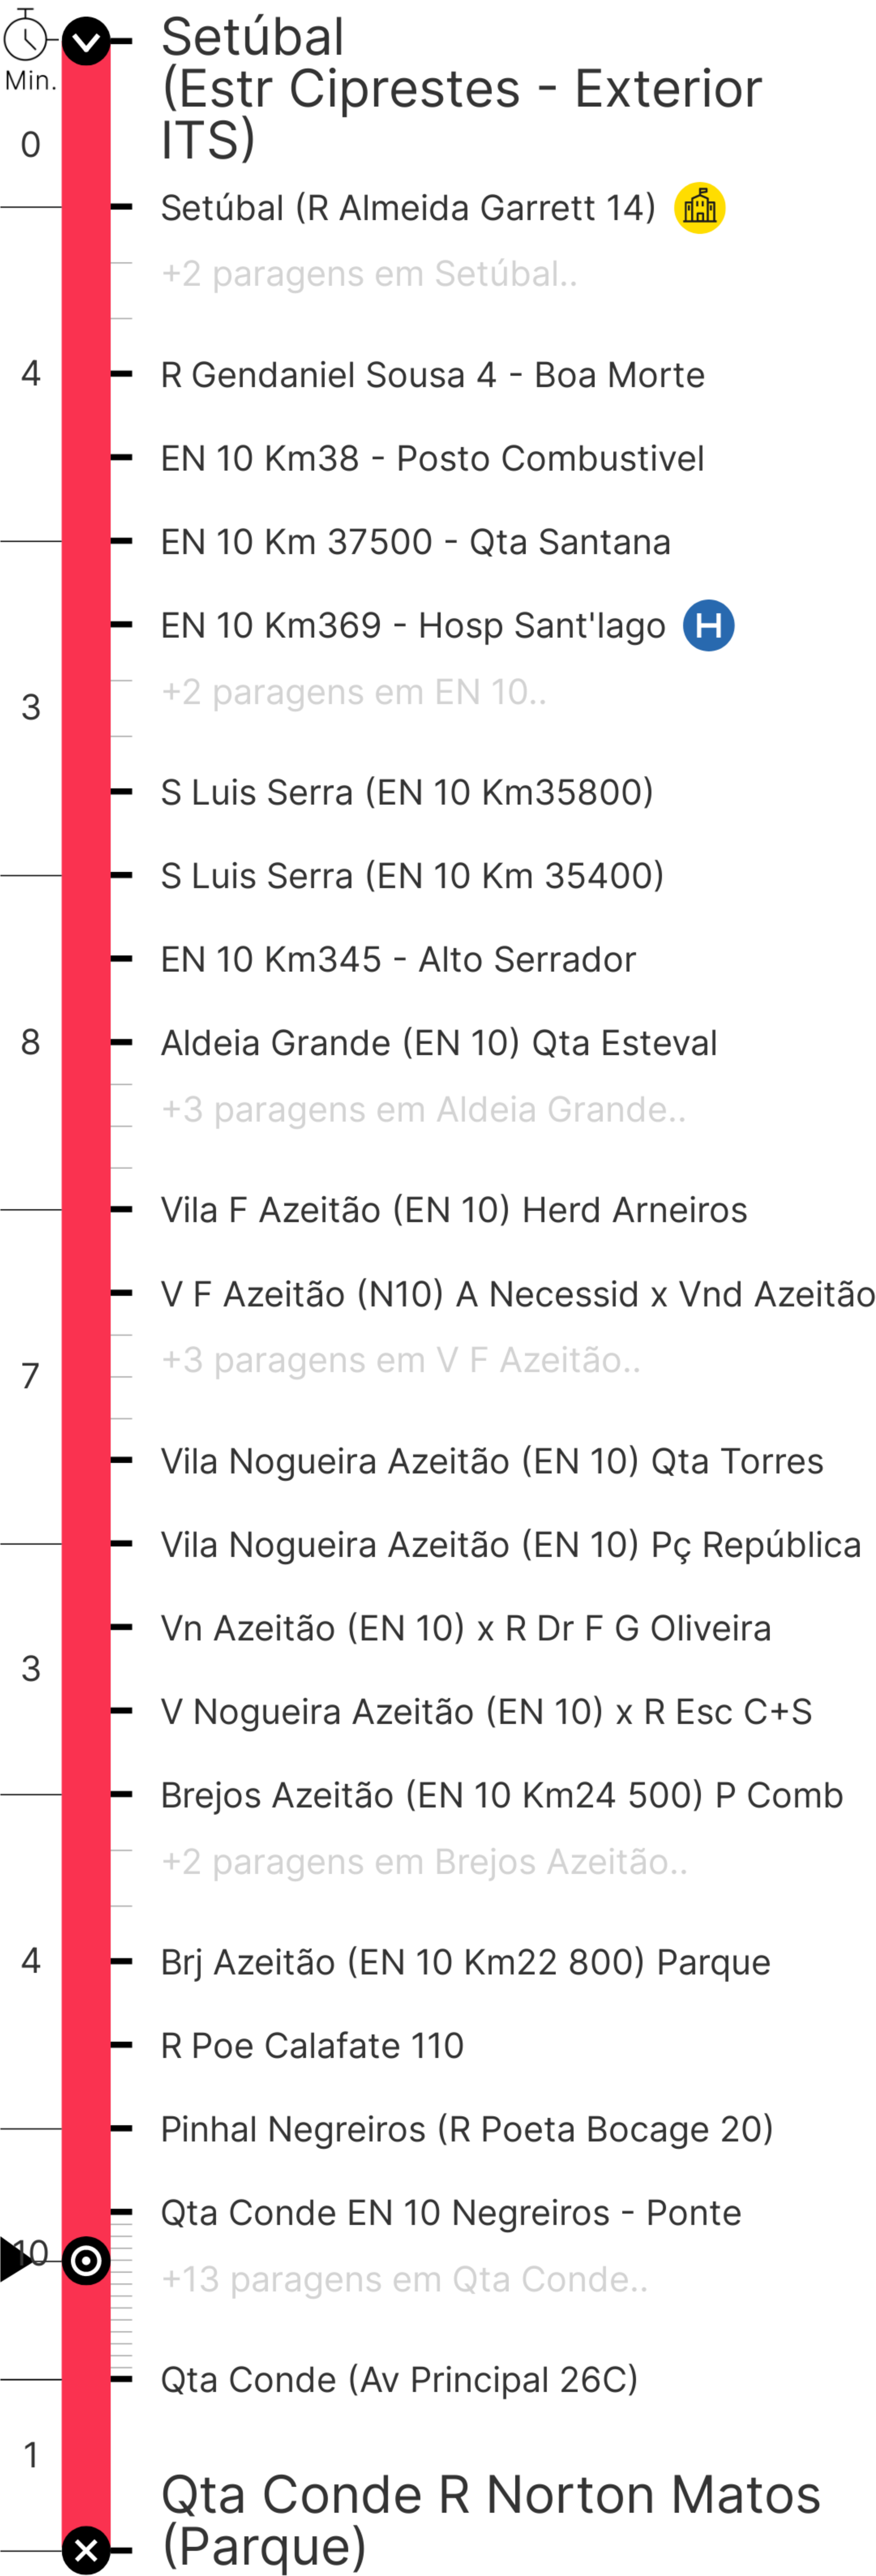 Setúbal
Min.
(Estr Ciprestes - Exterior
ITS)
0
Setúbal (R Almeida Garrett 14)
+2 paragens em Setúbal..
4
R Gendaniel Sousa 4 - Boa Morte
EN 10 Km38 - Posto Combustivel
EN 10 Km 37500 - Qta Santana
EN 10 Km369 - Hosp Sant'Iago H
+2 paragens em EN 10..
3
S Luis Serra (EN 10 Km35800)
S Luis Serra (EN 10 Km 35400)
EN 10 Km345 - Alto Serrador
8
Aldeia Grande (EN 10) Qta Esteval
+3 paragens em Aldeia Grande..
Vila F Azeitão (EN 10) Herd Arneiros
V F Azeitão (N10) A Necessid x Vnd Azeitão
+3 paragens em V F Azeitão..
7
Vila Nogueira Azeitão (EN 10) Qta Torres
Vila Nogueira Azeitão (EN 10) Pç República
Vn Azeitão (EN 10) x R Dr F G Oliveira
3
V Nogueira Azeitão (EN 10) x R Esc C+S
Brejos Azeitão (EN 10 Km24 500) P Comb
+2 paragens em Brejos Azeitão..
4
Brj Azeitão (EN 10 Km22 800) Parque
R Poe Calafate 110
Pinhal Negreiros (R Poeta Bocage 20)
Qta Conde EN 10 Negreiros - Ponte
10
+13 paragens em Qta Conde..
Qta Conde (Av Principal 26C)
1
Qta Conde R Norton Matos
(Parque)